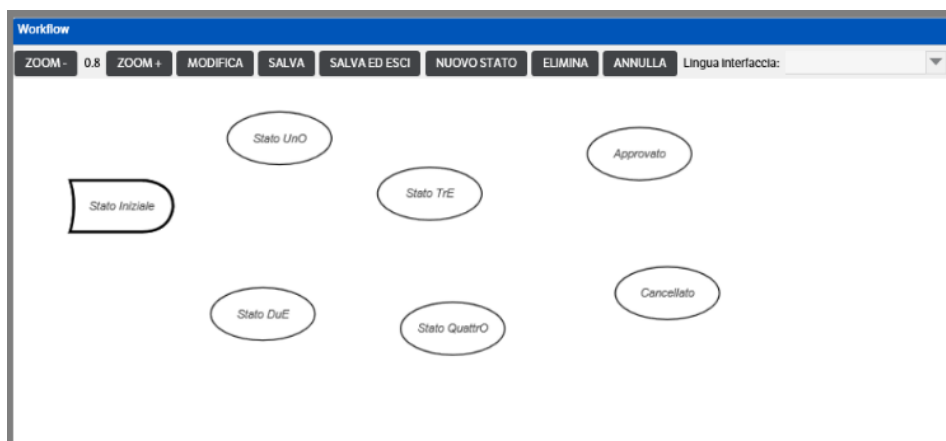 Workflow
ZOOM - 0.8 ZOOM + MODIFICA SALVA SALVA ED ESCI NUOVO STATO ELIMINA ANNULLA Lingua Interfaccia:
Stato UnO
Approvato
Stato TrE
Stato Iniziale
Cancellato
Stato DuE
Stato QuattrO